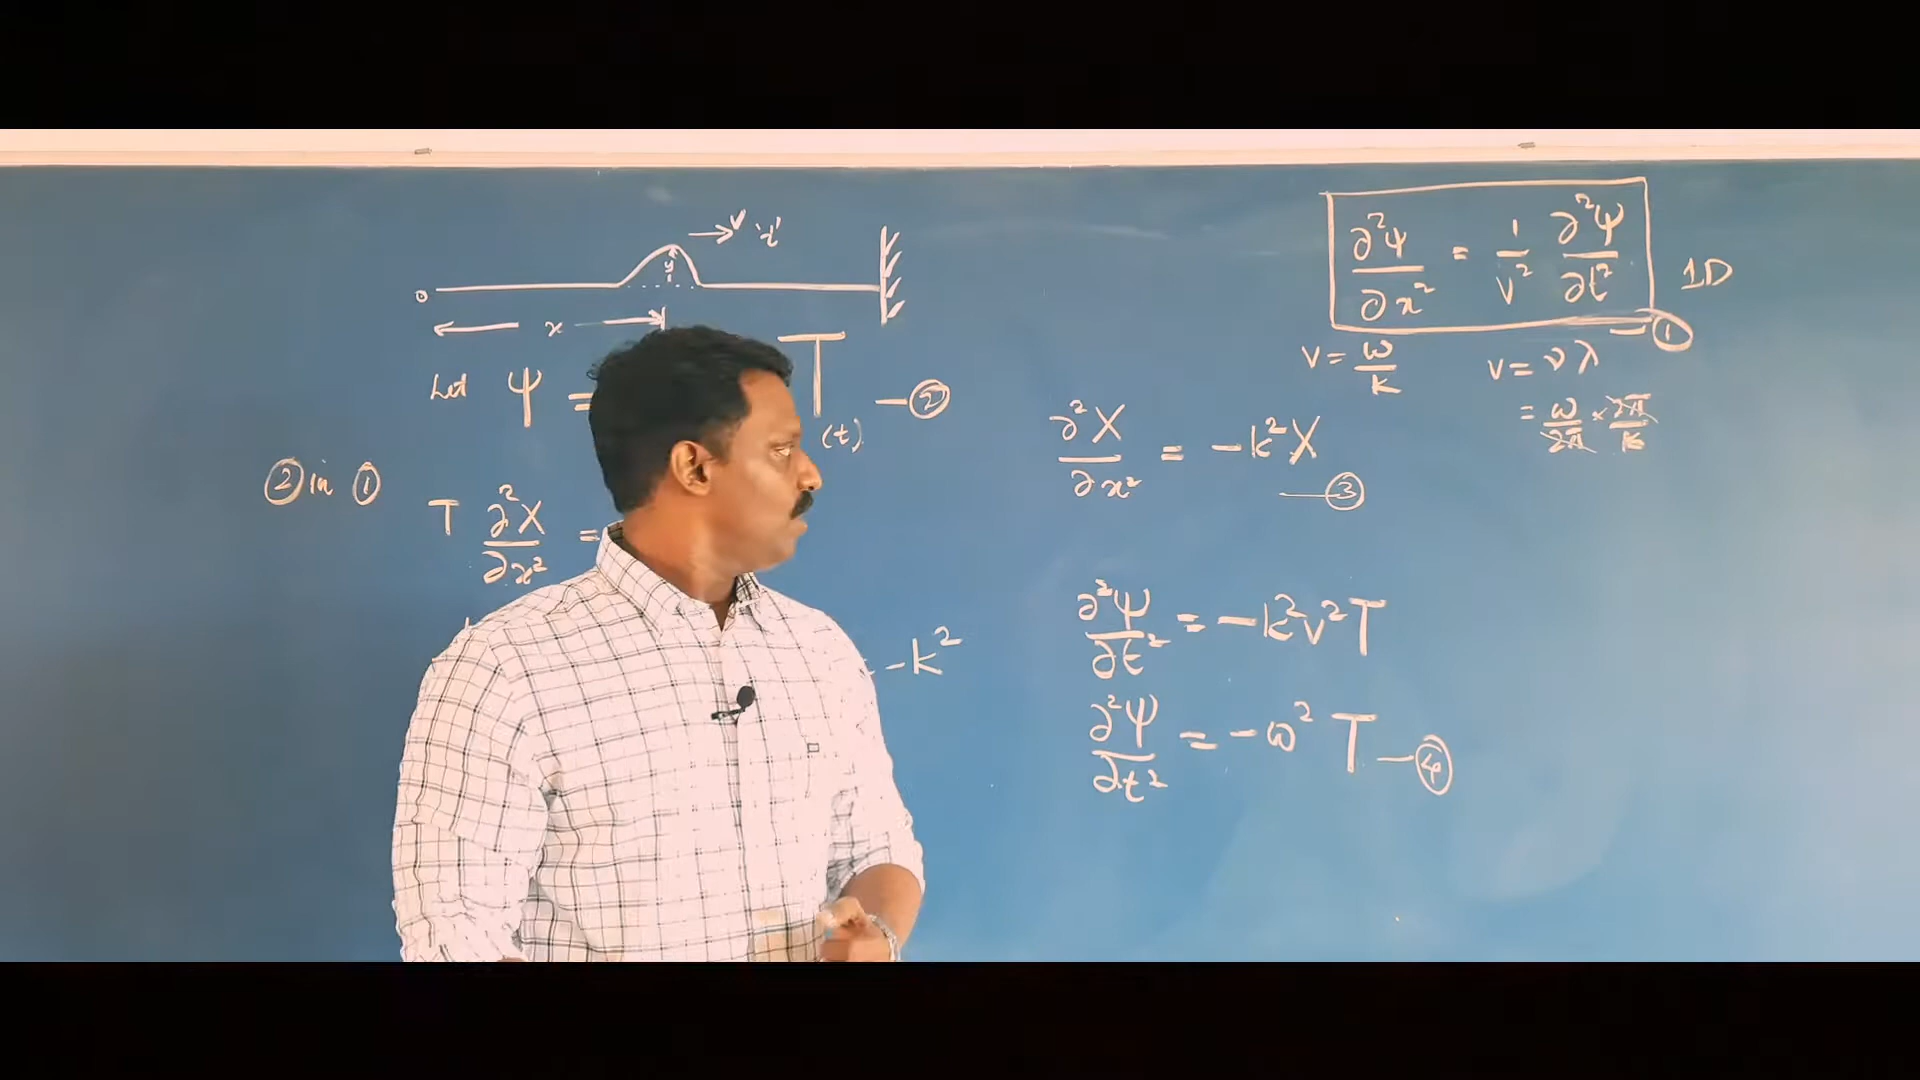 v 't'
y
0
x
Let Ψ = T — ②
(t)
② in ① T ∂²X/∂x² =
-k²
∂²Ψ/∂x² = 1/v² ∂²Ψ/∂t² 1D
— ①
v = ω/k
v = νλ
= ω/2π × 2π/k
∂²X/∂x² = -k²X
— ③
∂²Ψ/∂t² = -k²v²T
∂²Ψ/∂t² = -ω² T — ④